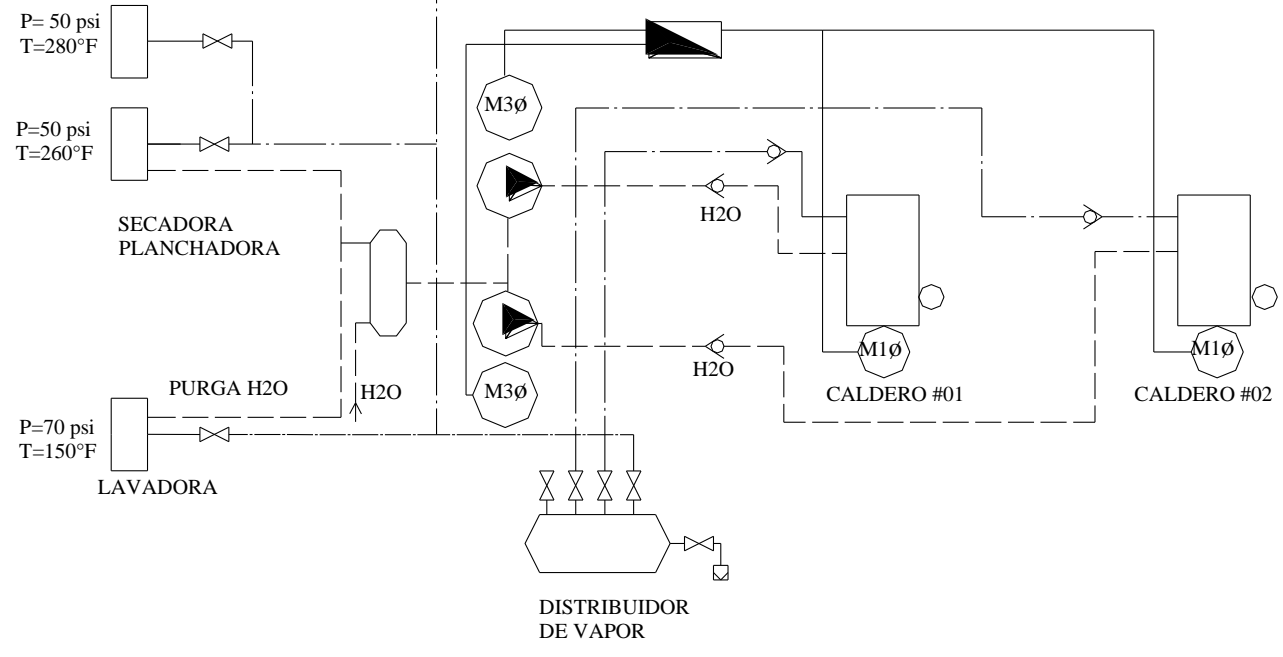 P= 50 psi
T=280°F
P=50 psi
T=260°F
SECADORA
PLANCHADORA
M3ø
H2O
M1ø
CALDERO #01
M1ø
CALDERO #02
H2O
M3ø
PURGA H2O
H2O
P=70 psi
T=150°F
LAVADORA
DISTRIBUIDOR
DE VAPOR